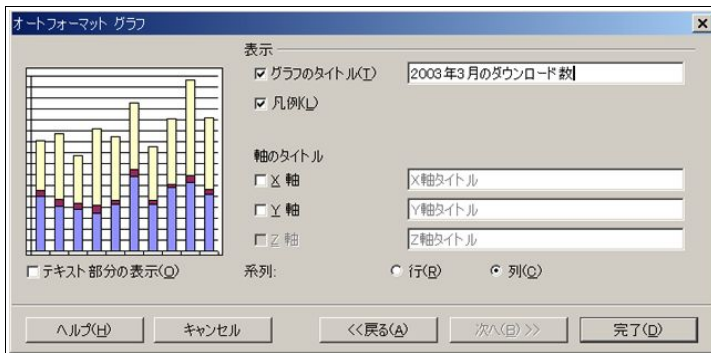 オートフォーマット グラフ
表示
グラフのタイトル(T)
2003年3月のダウンロード数
凡例(L)
軸のタイトル
X 軸
X軸タイトル
Y 軸
Y軸タイトル
Z 軸
Z軸タイトル
テキスト部分の表示(O)
系列:
行(R)
列(C)
ヘルプ(H)
キャンセル
<<戻る(A)
次へ(B) >>
完了(D)